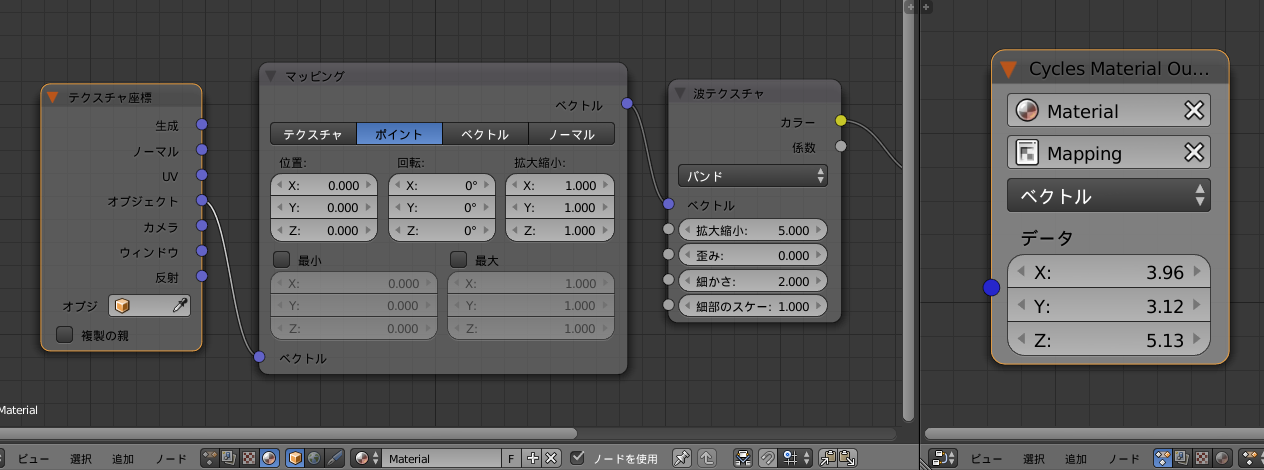 テクスチャ座標
生成
ノーマル
UV
オブジェクト
カメラ
ウィンドウ
反射
オブジ
複製の親
マッピング
ベクトル
テクスチャ ポイント ベクトル ノーマル
位置: 回転: 拡大縮小:
X: 0.000 X: 0° X: 1.000
Y: 0.000 Y: 0° Y: 1.000
Z: 0.000 Z: 0° Z: 1.000
最小 最大
X: 0.000 X: 1.000
Y: 0.000 Y: 1.000
Z: 0.000 Z: 1.000
ベクトル
波テクスチャ
カラー
係数
バンド
ベクトル
拡大縮小: 5.000
歪み: 0.000
細かさ: 2.000
細部のスケー: 1.000
Cycles Material Ou...
Material
Mapping
ベクトル
データ
X: 3.96
Y: 3.12
Z: 5.13
Material
ビュー 選択 追加 ノード Material F ノードを使用
ビュー 選択 追加 ノード